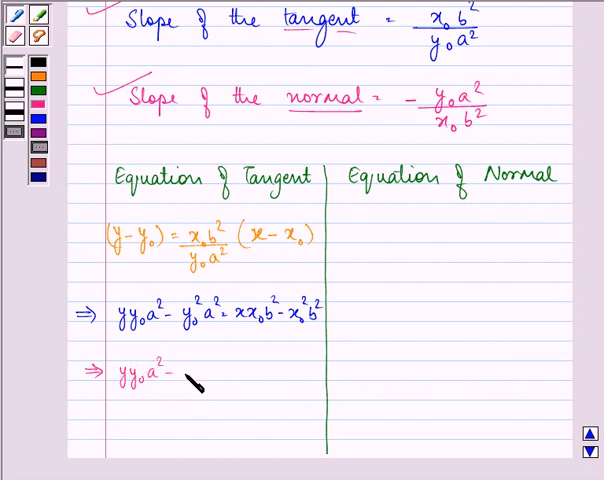 Slope of the tangent = x₀b²/y₀a²
Slope of the normal = - y₀a²/x₀b²
Equation of Tangent
(y-y₀) = x₀b²/y₀a² (x-x₀)
⇒ yy₀a² - y₀²a² = xx₀b² - x₀²b²
⇒ yy₀a² -
Equation of Normal